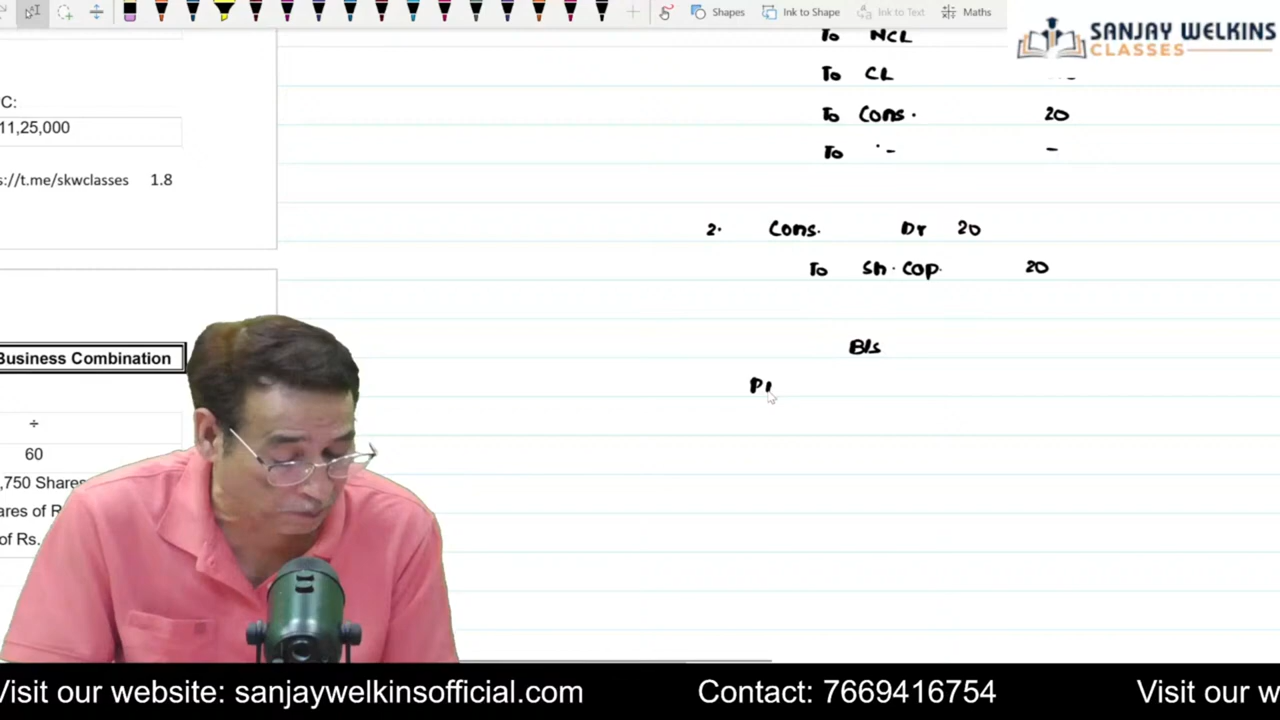 Shapes Ink to Shape Ink to Text Maths
SANJAY WELKINS
CLASSES
To NCL
To CL
PC:
11,25,000
To Cons. 20
To -
s://t.me/skwclasses 1.8
2. Cons. Dr 20
To Sh. Cap. 20
B/s
Business Combination
÷
60
,750 Shares
ares of R
of Rs.
Visit our website: sanjaywelkinsofficial.com Contact: 7669416754 Visit our w